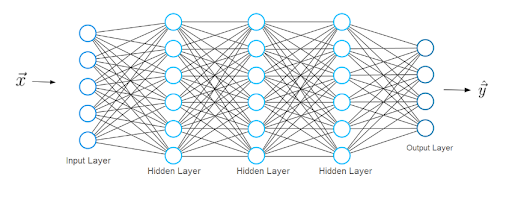 x⃗
ŷ⃗
Input Layer
Hidden Layer
Hidden Layer
Hidden Layer
Output Layer